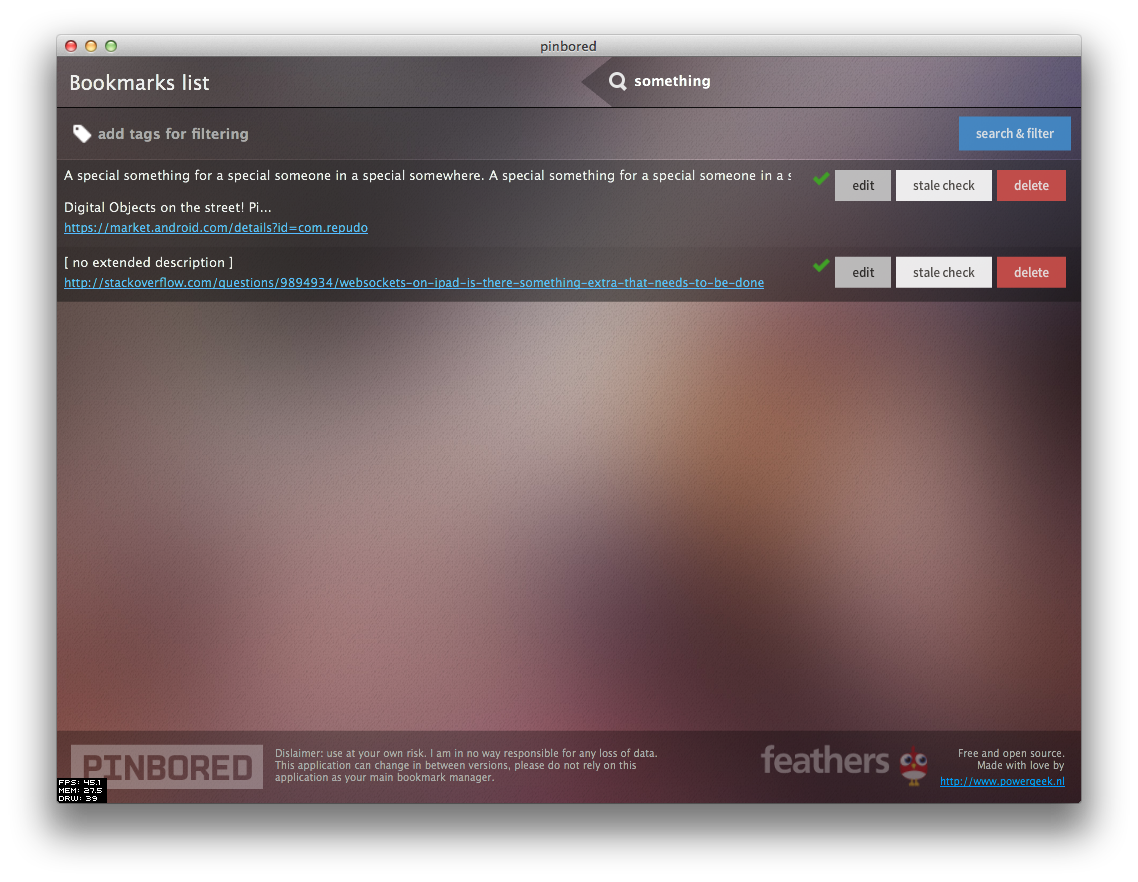 pinbored
Bookmarks list
something
add tags for filtering
search & filter
A special something for a special someone in a special somewhere. A special something for a special someone in a s
edit
stale check
delete
Digital Objects on the street! Pi...
https://market.android.com/details?id=com.repudo
[ no extended description ]
edit
stale check
delete
http://stackoverflow.com/questions/9894934/websockets-on-ipad-is-there-something-extra-that-needs-to-be-done
PINBORED
Dislaimer: use at your own risk. I am in no way responsible for any loss of data.
This application can change in between versions, please do not rely on this
application as your main bookmark manager.
feathers
Free and open source.
Made with love by
http://www.powergeek.nl
FPS: 45.1
MEM: 27.5
DRW: 39